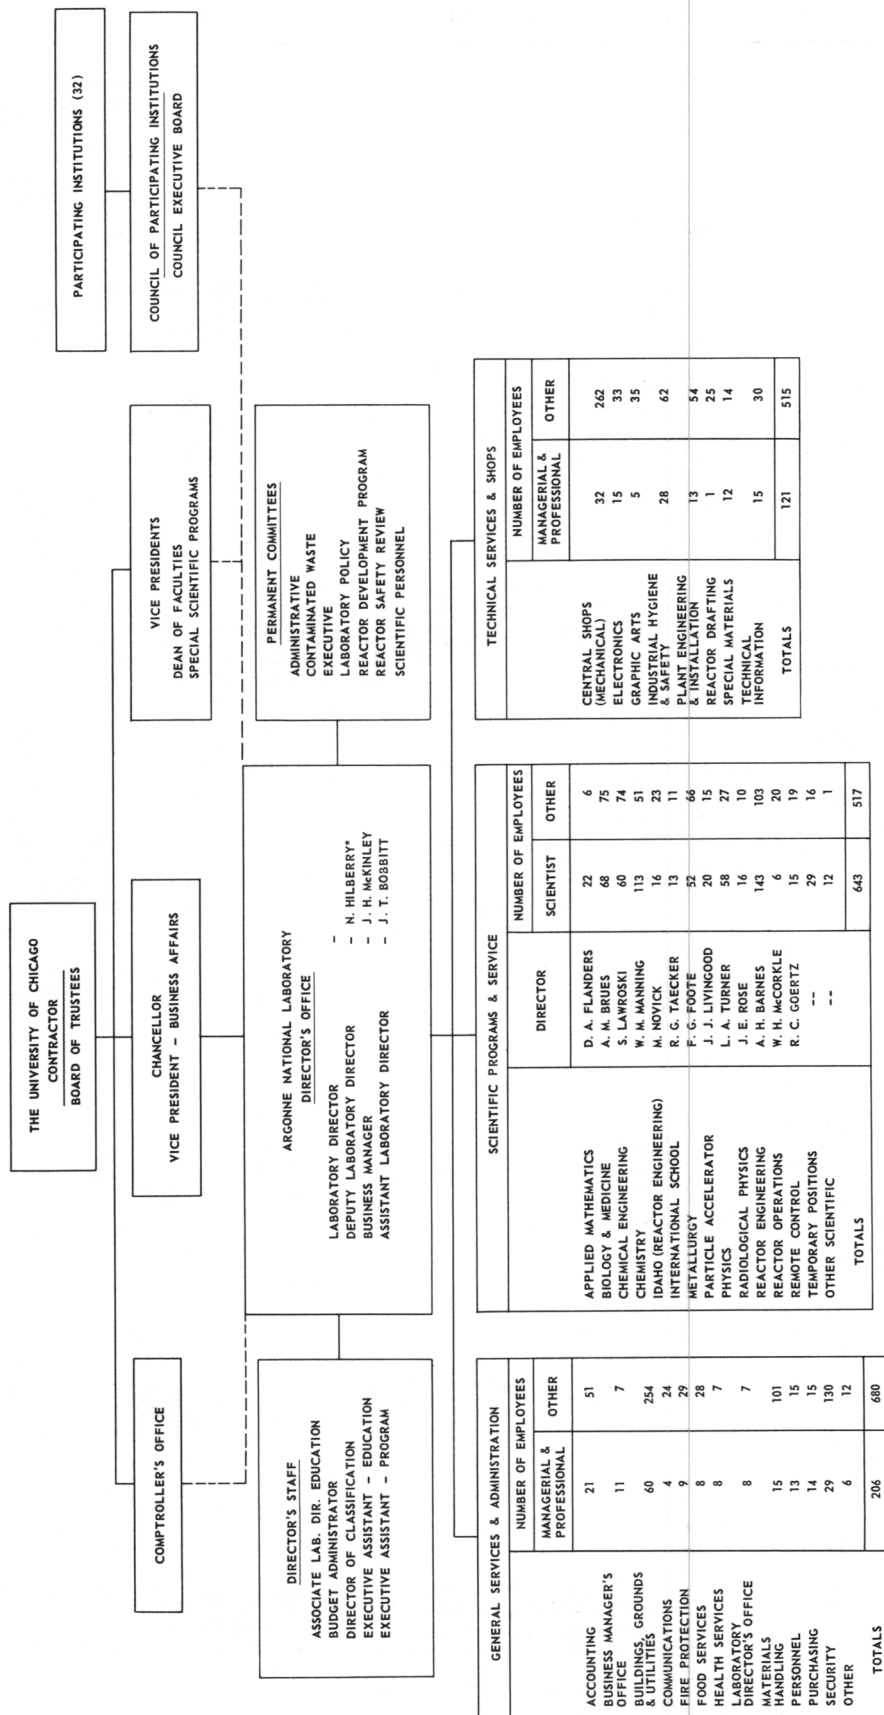 THE UNIVERSITY OF CHICAGO
CONTRACTOR
BOARD OF TRUSTEES
PARTICIPATING INSTITUTIONS (32)
COMPTROLLER'S OFFICE
CHANCELLOR
VICE PRESIDENT – BUSINESS AFFAIRS
VICE PRESIDENTS
DEAN OF FACULTIES
SPECIAL SCIENTIFIC PROGRAMS
COUNCIL OF PARTICIPATING INSTITUTIONS
COUNCIL EXECUTIVE BOARD
DIRECTOR'S STAFF
ASSOCIATE LAB. DIR. EDUCATION
BUDGET ADMINISTRATOR
DIRECTOR OF CLASSIFICATION
EXECUTIVE ASSISTANT – EDUCATION
EXECUTIVE ASSISTANT – PROGRAM
ARGONNE NATIONAL LABORATORY
DIRECTOR'S OFFICE
LABORATORY DIRECTOR –
DEPUTY LABORATORY DIRECTOR – N. HILBERRY*
BUSINESS MANAGER – J. H. McKINLEY
ASSISTANT LABORATORY DIRECTOR – J. T. BOBBITT
PERMANENT COMMITTEES
ADMINISTRATIVE
CONTAMINATED WASTE
EXECUTIVE
LABORATORY POLICY
REACTOR DEVELOPMENT PROGRAM
REACTOR SAFETY REVIEW
SCIENTIFIC PERSONNEL
GENERAL SERVICES & ADMINISTRATION
NUMBER OF EMPLOYEES
MANAGERIAL & PROFESSIONAL OTHER
ACCOUNTING 21 51
BUSINESS MANAGER'S
OFFICE 11 7
BUILDINGS, GROUNDS
& UTILITIES 60 254
COMMUNICATIONS 4 24
FIRE PROTECTION 9 29
FOOD SERVICES 8 28
HEALTH SERVICES 8 7
LABORATORY
DIRECTOR'S OFFICE 8 7
MATERIALS
HANDLING 15 101
PERSONNEL 13 15
PURCHASING 14 15
SECURITY 29 130
OTHER 6 12
TOTALS 206 680
SCIENTIFIC PROGRAMS & SERVICE
DIRECTOR NUMBER OF EMPLOYEES
SCIENTIST OTHER
APPLIED MATHEMATICS D. A. FLANDERS 22 6
BIOLOGY & MEDICINE A. M. BRUES 68 75
CHEMICAL ENGINEERING S. LAWROSKI 60 74
CHEMISTRY W. M. MANNING 113 51
IDAHO (REACTOR ENGINEERING) M. NOVICK 16 23
INTERNATIONAL SCHOOL R. G. TAECKER 13 11
METALLURGY F. G. FOOTE 52 66
PARTICLE ACCELERATOR J. J. LIVINGOOD 20 15
PHYSICS L. A. TURNER 58 27
RADIOLOGICAL PHYSICS J. E. ROSE 16 10
REACTOR ENGINEERING A. H. BARNES 143 103
REACTOR OPERATIONS W. H. McCORKLE 6 20
REMOTE CONTROL R. C. GOERTZ 15 19
TEMPORARY POSITIONS -- 29 16
OTHER SCIENTIFIC -- 12 1
TOTALS 643 517
TECHNICAL SERVICES & SHOPS
NUMBER OF EMPLOYEES
MANAGERIAL & PROFESSIONAL OTHER
CENTRAL SHOPS
(MECHANICAL) 32 262
ELECTRONICS 15 33
GRAPHIC ARTS 5 35
INDUSTRIAL HYGIENE
& SAFETY 28 62
PLANT ENGINEERING
& INSTALLATION 13 54
REACTOR DRAFTING 1 25
SPECIAL MATERIALS 12 14
TECHNICAL
INFORMATION 15 30
TOTALS 121 515